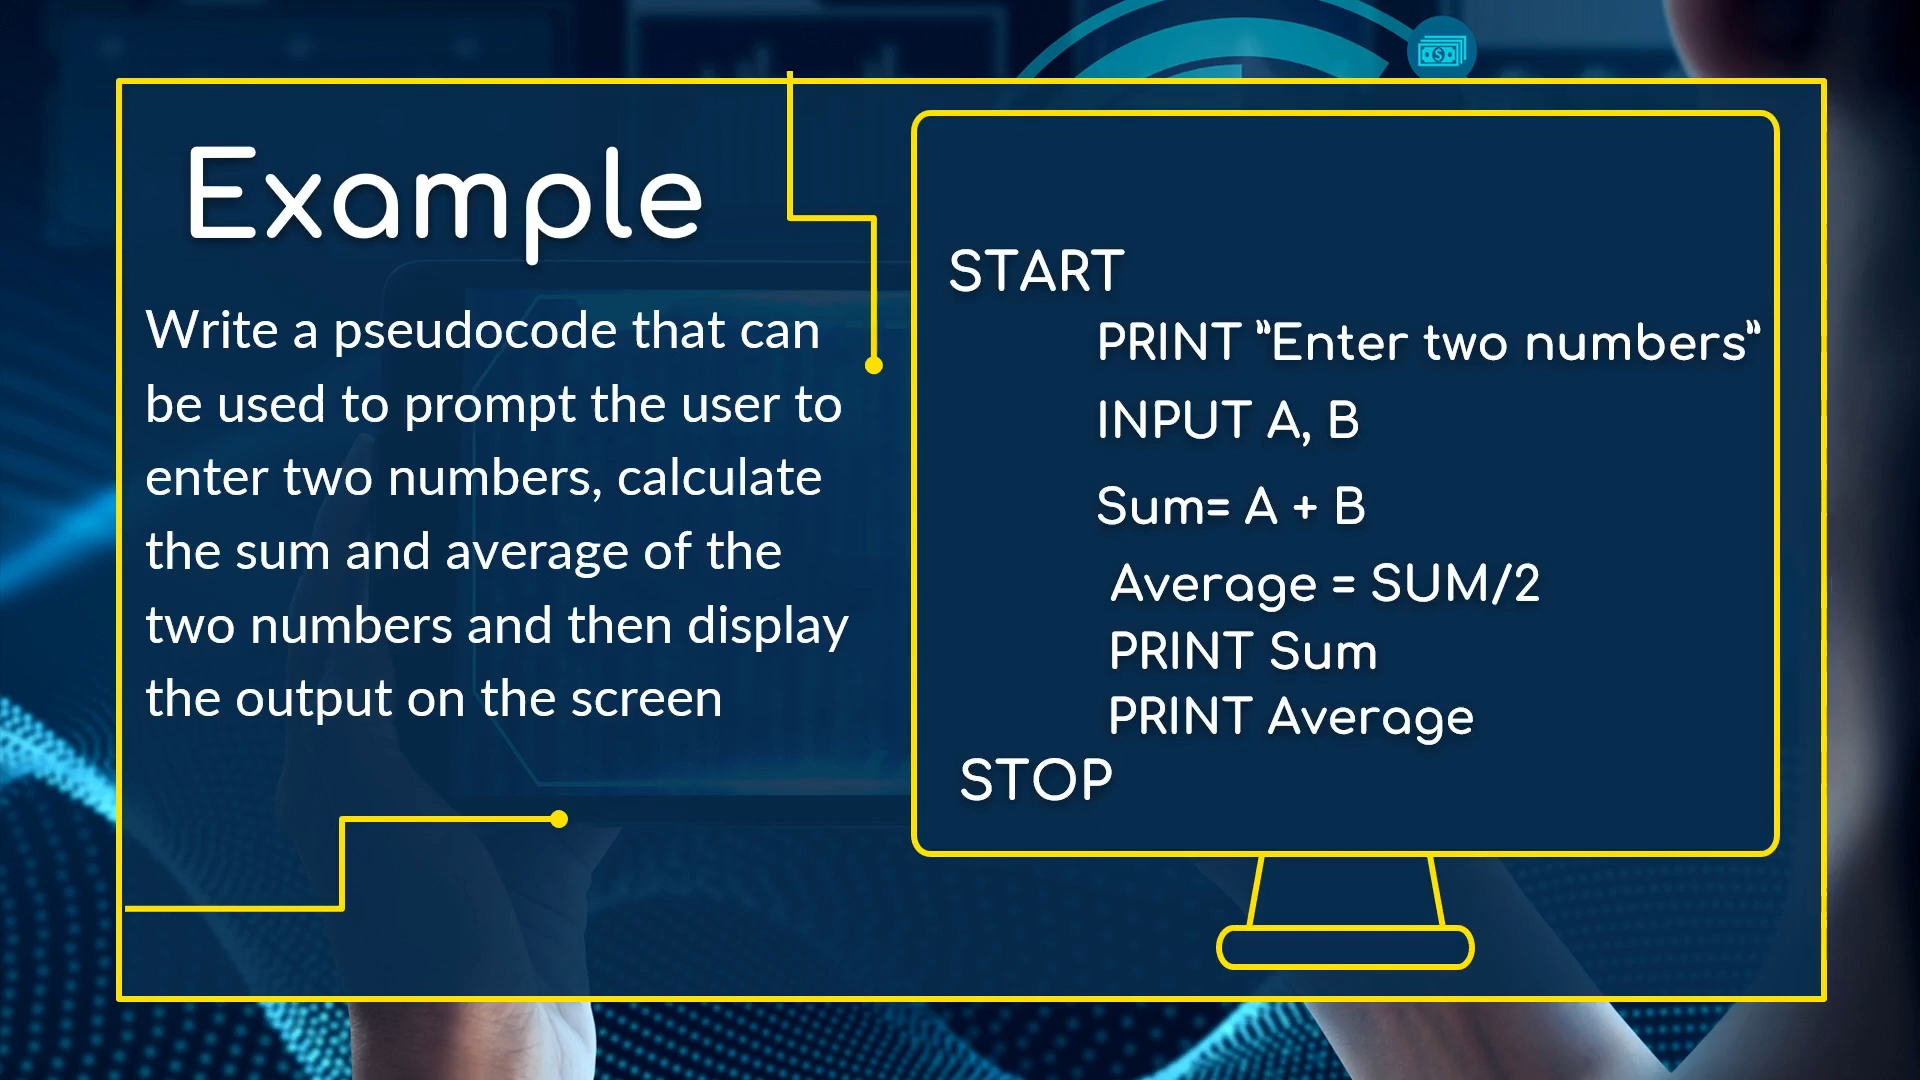 Example
Write a pseudocode that can
be used to prompt the user to
enter two numbers, calculate
the sum and average of the
two numbers and then display
the output on the screen
START
PRINT ”Enter two numbers”
INPUT A, B
Sum= A + B
Average = SUM/2
PRINT Sum
PRINT Average
STOP